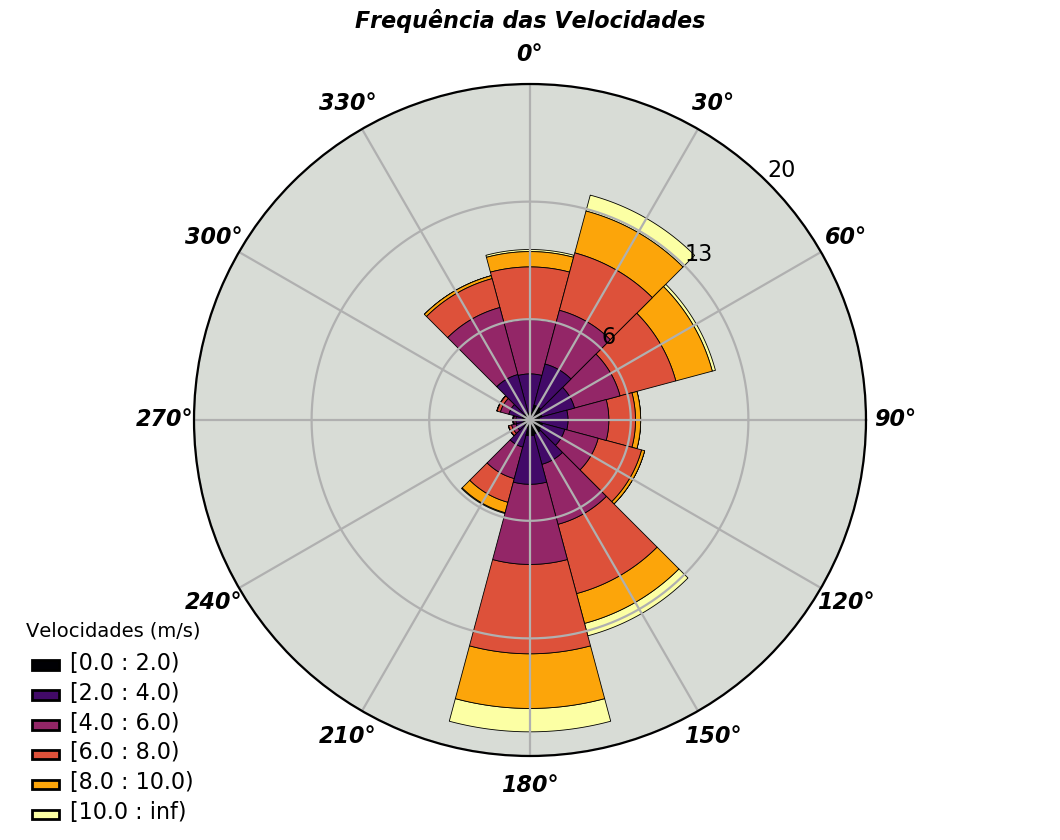 Frequência das Velocidades
0°
330°
30°
20
300°
60°
13
6
270°
90°
240°
120°
210°
150°
180°
Velocidades (m/s)
[0.0 : 2.0)
[2.0 : 4.0)
[4.0 : 6.0)
[6.0 : 8.0)
[8.0 : 10.0)
[10.0 : inf)